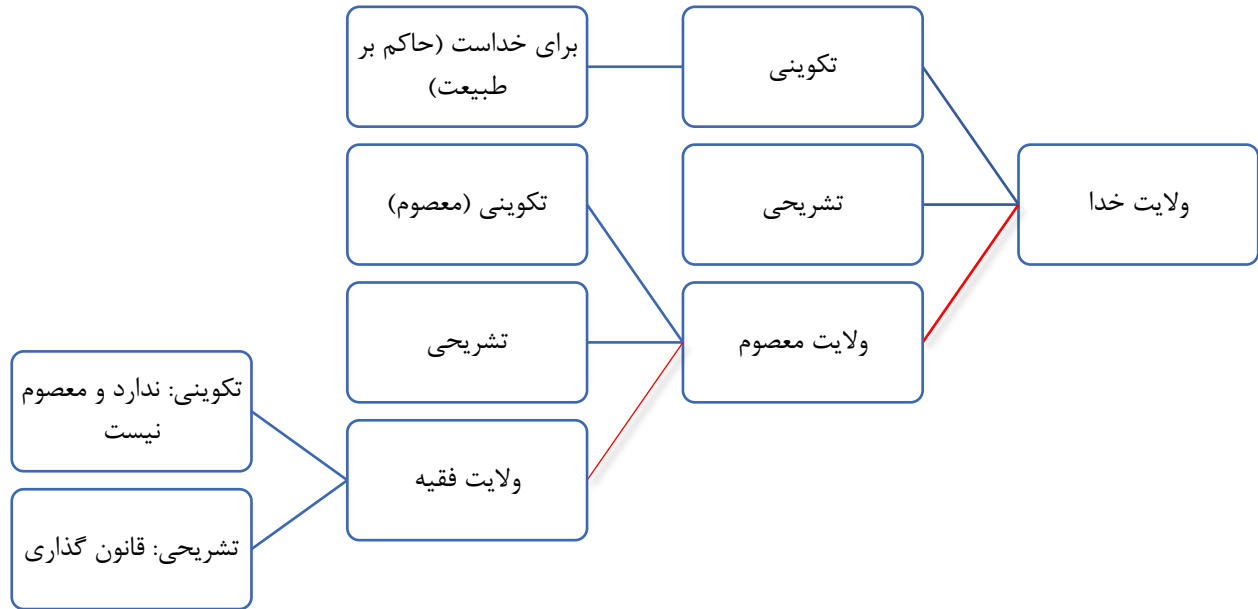 ولایت خدا
تکوینی
برای خداست (حاکم بر
طبیعت)
تشریحی
ولایت معصوم
تکوینی (معصوم)
تشریحی
ولایت فقیه
تکوینی: ندارد و معصوم
نیست
تشریحی: قانون گذاری